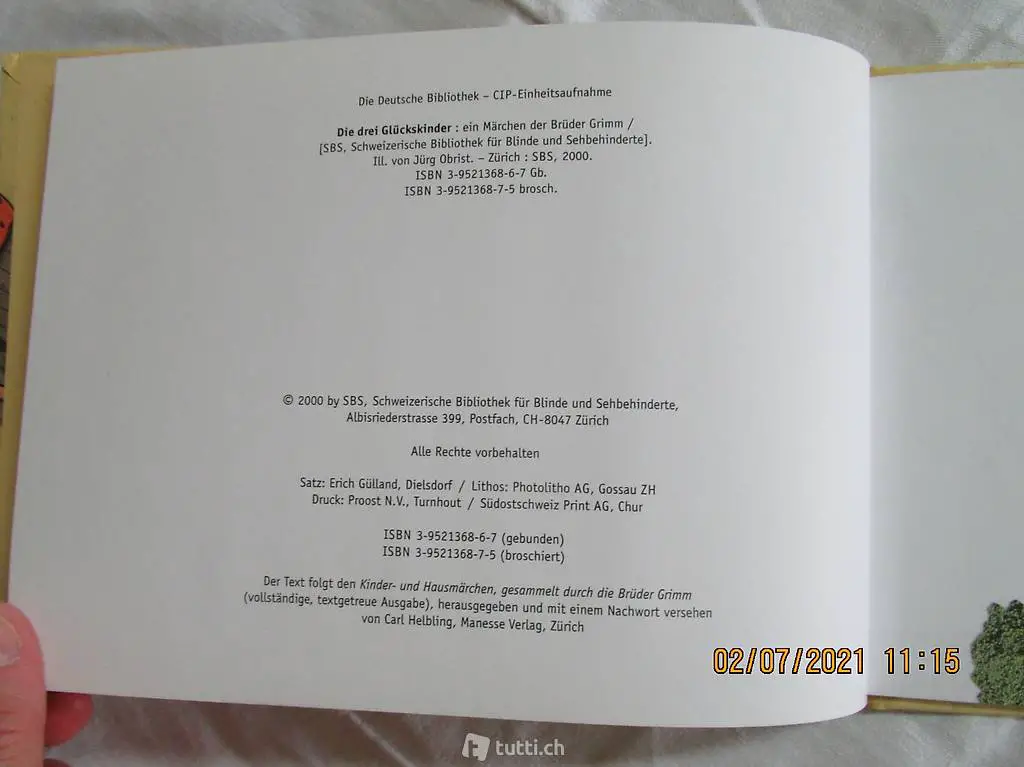 Die Deutsche Bibliothek – CIP-Einheitsaufnahme
Die drei Glückskinder : ein Märchen der Brüder Grimm /
[SBS, Schweizerische Bibliothek für Blinde und Sehbehinderte].
Ill. von Jürg Obrist. – Zürich : SBS, 2000.
ISBN 3-9521368-6-7 Gb.
ISBN 3-9521368-7-5 brosch.
© 2000 by SBS, Schweizerische Bibliothek für Blinde und Sehbehinderte,
Albisriederstrasse 399, Postfach, CH-8047 Zürich
Alle Rechte vorbehalten
Satz: Erich Gülland, Dielsdorf / Lithos: Photolitho AG, Gossau ZH
Druck: Proost N.V., Turnhout / Südostschweiz Print AG, Chur
ISBN 3-9521368-6-7 (gebunden)
ISBN 3-9521368-7-5 (broschiert)
Der Text folgt den Kinder- und Hausmärchen, gesammelt durch die Brüder Grimm
(vollständige, textgetreue Ausgabe), herausgegeben und mit einem Nachwort versehen
von Carl Helbling, Manesse Verlag, Zürich
02/07/2021 11:15
tutti.ch